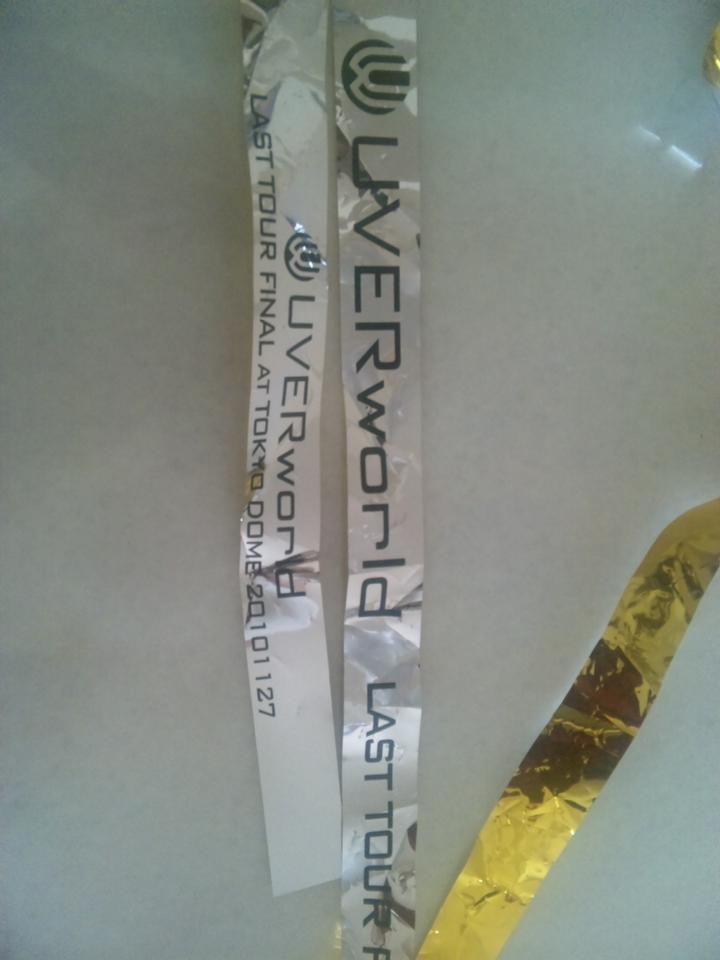 UVERworld
LAST TOUR FINAL AT TOKYO DOME 20101127
UVERworld LAST TOUR F